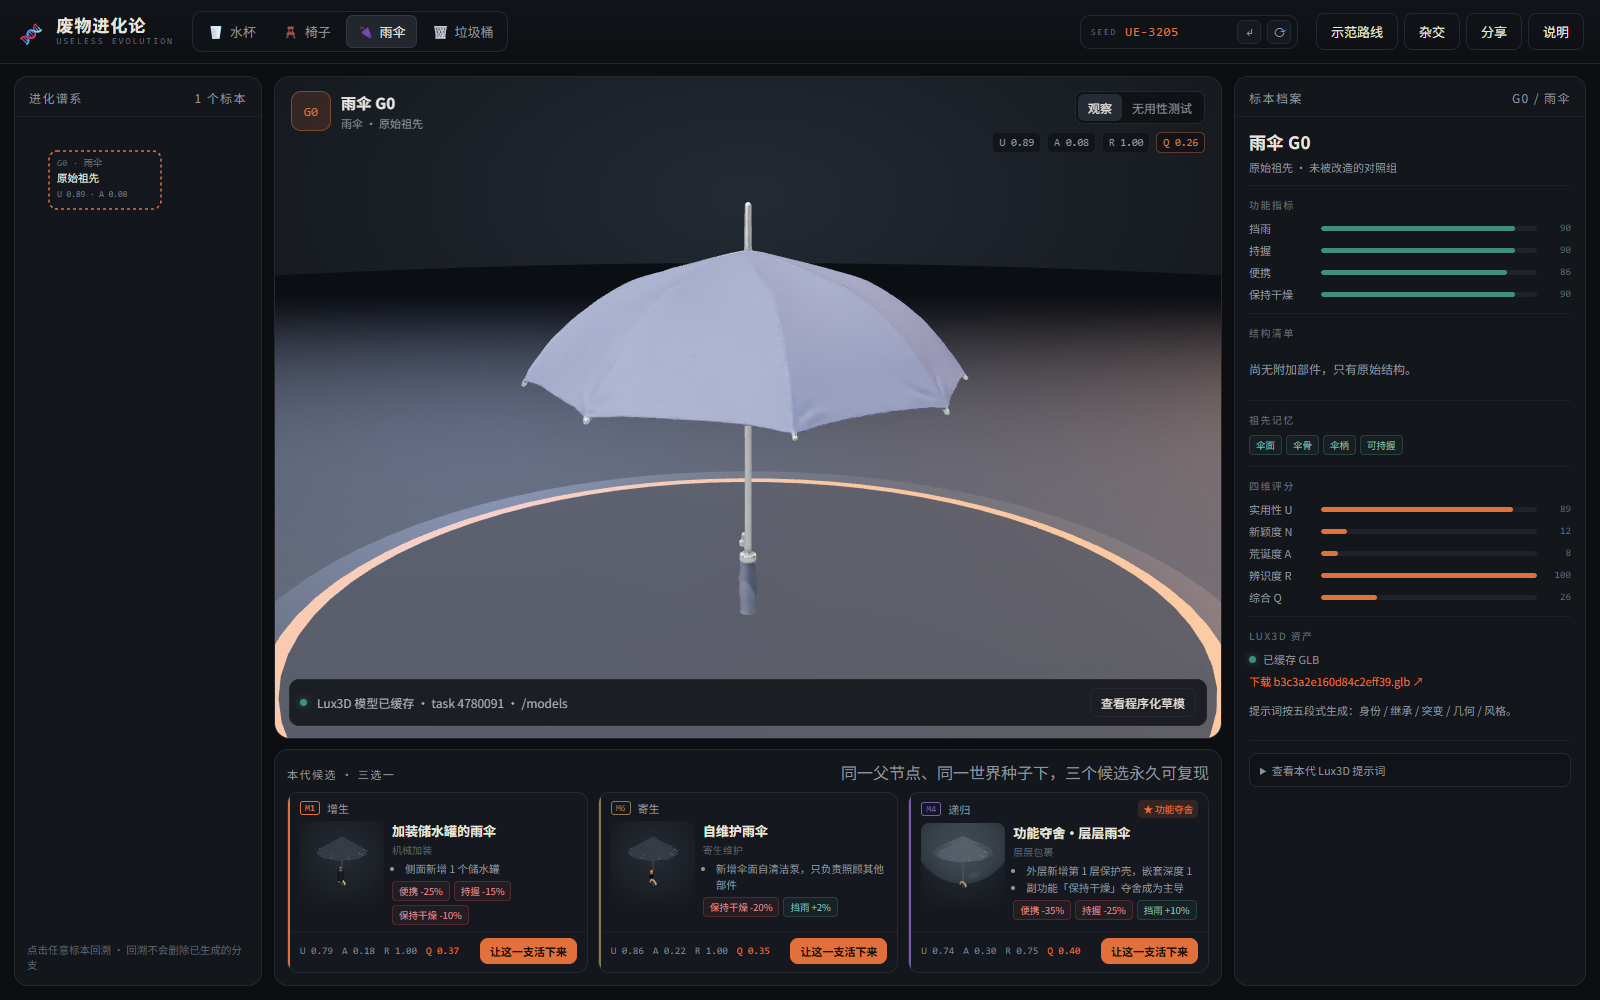 废物进化论
USELESS EVOLUTION
水杯
椅子
雨伞
垃圾桶
SEED UE-3205
示范路线
杂交
分享
说明
进化谱系
1 个标本
G0 · 雨伞
原始祖先
U 0.89 · A 0.08
点击任意标本回溯 · 回溯不会删除已生成的分
支
G0
雨伞 G0
雨伞 · 原始祖先
观察
无用性测试
U 0.89
A 0.08
R 1.00
Q 0.26
Lux3D 模型已缓存 · task 4780091 · /models
查看程序化草模
本代候选 · 三选一
同一父节点、同一世界种子下，三个候选永久可复现
M1 增生
加装储水罐的雨伞
机械加装
侧面新增 1 个储水罐
便携 -25%
持握 -15%
保持干燥 -10%
U 0.79 A 0.18 R 1.00 Q 0.37
让这一支活下来
M6 寄生
自维护雨伞
寄生维护
新增伞面自清洁泵，只负责照顾其他
部件
保持干燥 -20%
挡雨 +2%
U 0.86 A 0.22 R 1.00 Q 0.35
让这一支活下来
M4 递归
★ 功能夺舍
功能夺舍·层层雨伞
层层包裹
外层新增第 1 层保护壳，嵌套深度 1
副功能「保持干燥」夺舍成为主导
便携 -35%
持握 -25%
挡雨 +10%
U 0.74 A 0.30 R 0.75 Q 0.40
让这一支活下来
标本档案
G0 / 雨伞
雨伞 G0
原始祖先 · 未被改造的对照组
功能指标
挡雨 90
持握 90
便携 86
保持干燥 90
结构清单
尚无附加部件，只有原始结构。
祖先记忆
伞面
伞骨
伞柄
可持握
四维评分
实用性 U 89
新颖度 N 12
荒诞度 A 8
辨识度 R 100
综合 Q 26
LUX3D 资产
已缓存 GLB
下载 b3c3a2e160d84c2eff39.glb ↗
提示词按五段式生成：身份 / 继承 / 突变 / 几何 / 风格。
▶ 查看本代 Lux3D 提示词